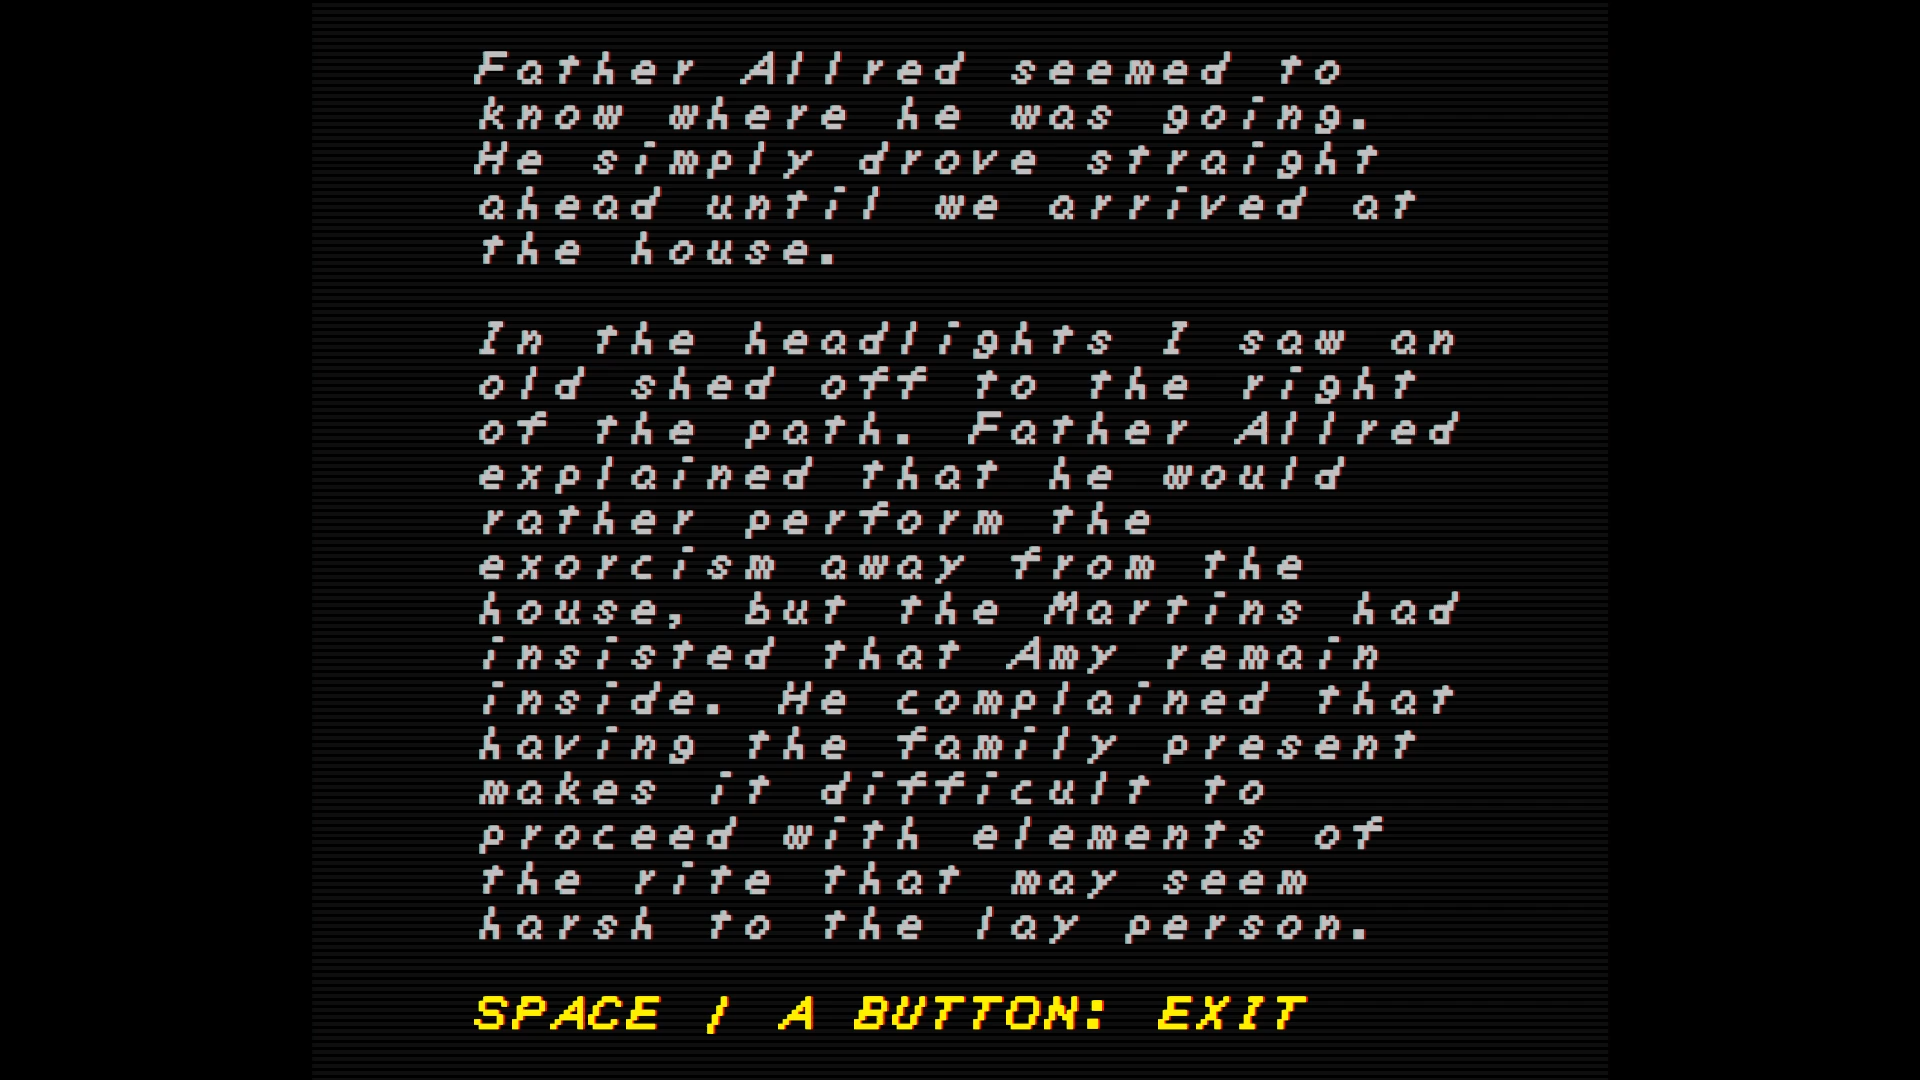 Father Allred seemed to
know where he was going.
He simply drove straight
ahead until we arrived at
the house.
In the headlights I saw an
old shed off to the right
of the path. Father Allred
explained that he would
rather perform the
exorcism away from the
house, but the Martins had
insisted that Amy remain
inside. He complained that
having the family present
makes it difficult to
proceed with elements of
the rite that may seem
harsh to the lay person.
SPACE / A BUTTON: EXIT